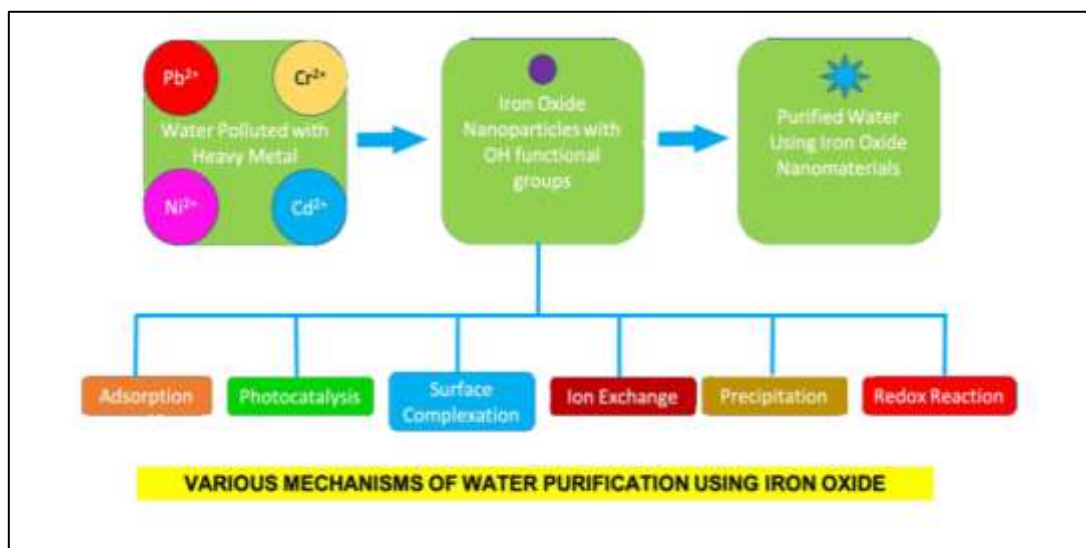 Pb²⁺
Cr²⁺
Water Polluted with
Heavy Metal
Ni²⁺
Cd²⁺
Iron Oxide
Nanoparticles with
OH functional
groups
Purified Water
Using Iron Oxide
Nanomaterials
Adsorption
Photocatalysis
Surface
Complexation
Ion Exchange
Precipitation
Redox Reaction
VARIOUS MECHANISMS OF WATER PURIFICATION USING IRON OXIDE